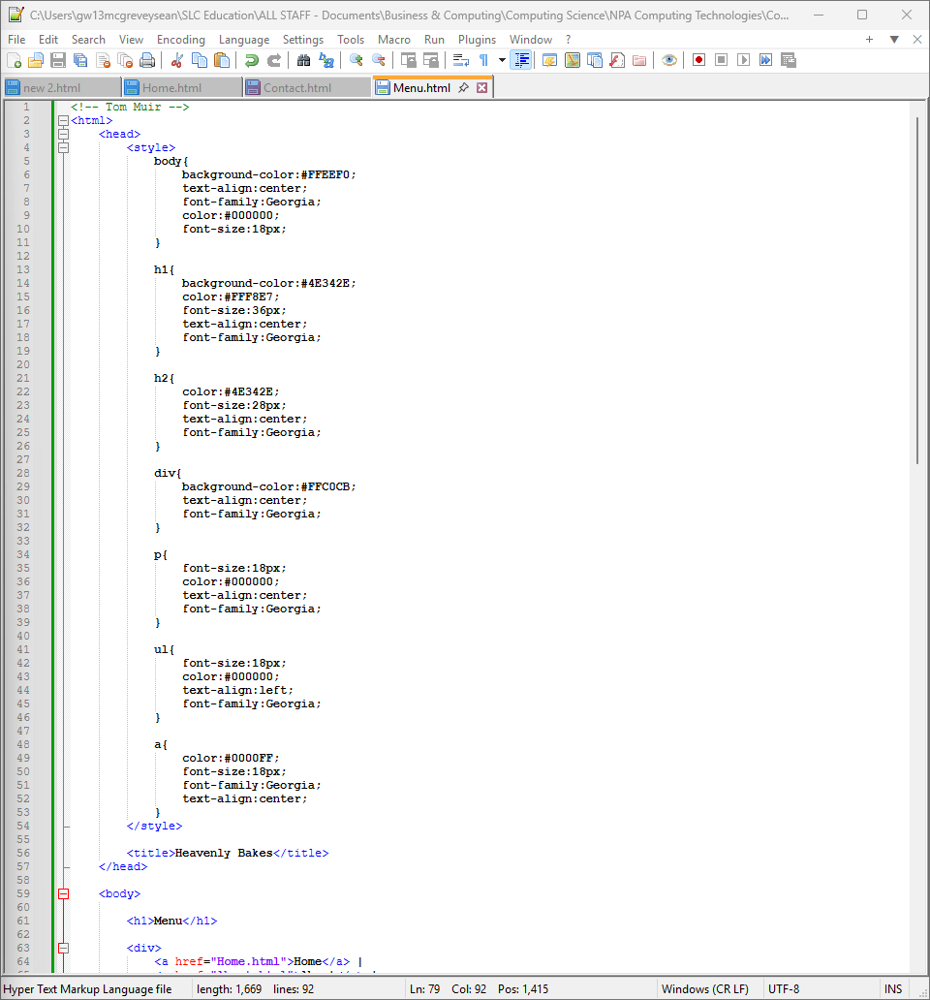 C:\Users\gw13mcgreveysean\SLC Education\ALL STAFF - Documents\Business & Computing\Computing Science\NPA Computing Technologies\Co...
File Edit Search View Encoding Language Settings Tools Macro Run Plugins Window ? + ▼ ✕
new 2.html Home.html Contact.html Menu.html
1 <!-- Tom Muir -->
2 <html>
3 <head>
4 <style>
5 body{
6 background-color:#FFEEF0;
7 text-align:center;
8 font-family:Georgia;
9 color:#000000;
10 font-size:18px;
11 }
12
13 h1{
14 background-color:#4E342E;
15 color:#FFF8E7;
16 font-size:36px;
17 text-align:center;
18 font-family:Georgia;
19 }
20
21 h2{
22 color:#4E342E;
23 font-size:28px;
24 text-align:center;
25 font-family:Georgia;
26 }
27
28 div{
29 background-color:#FFC0CB;
30 text-align:center;
31 font-family:Georgia;
32 }
33
34 p{
35 font-size:18px;
36 color:#000000;
37 text-align:center;
38 font-family:Georgia;
39 }
40
41 ul{
42 font-size:18px;
43 color:#000000;
44 text-align:left;
45 font-family:Georgia;
46 }
47
48 a{
49 color:#0000FF;
50 font-size:18px;
51 font-family:Georgia;
52 text-align:center;
53 }
54 </style>
55
56 <title>Heavenly Bakes</title>
57 </head>
58
59 <body>
60
61 <h1>Menu</h1>
62
63 <div>
64 <a href="Home.html">Home</a> |
Hyper Text Markup Language file length: 1,669 lines: 92 Ln: 79 Col: 92 Pos: 1,415 Windows (CR LF) UTF-8 INS